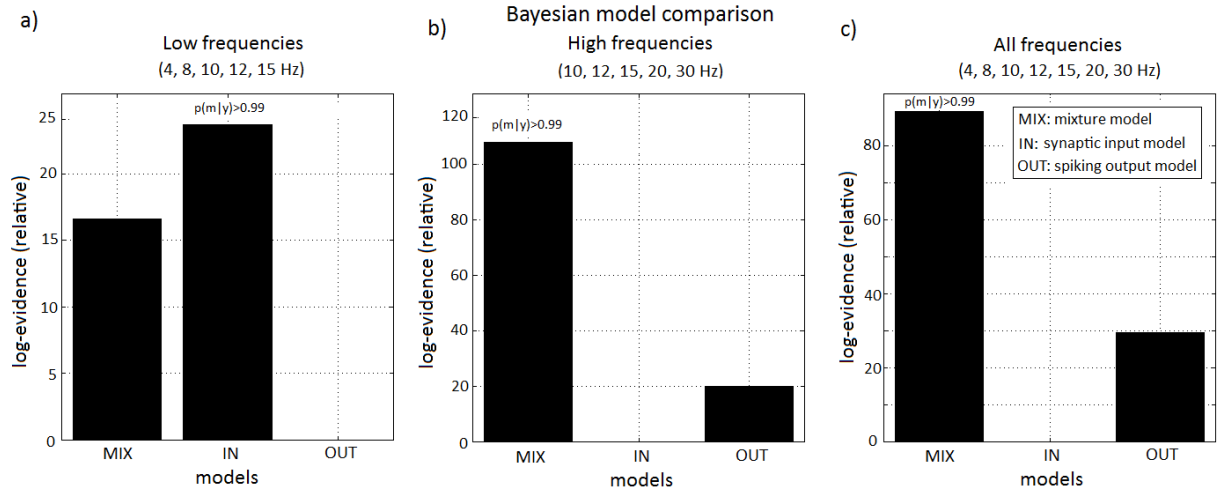 Bayesian model comparison
a)
Low frequencies
(4, 8, 10, 12, 15 Hz)
p(m|y)>0.99
log-evidence (relative)
25
20
15
10
5
0
MIX IN OUT
models
b)
High frequencies
(10, 12, 15, 20, 30 Hz)
p(m|y)>0.99
log-evidence (relative)
120
100
80
60
40
20
0
MIX IN OUT
models
c)
All frequencies
(4, 8, 10, 12, 15, 20, 30 Hz)
p(m|y)>0.99
MIX: mixture model
IN: synaptic input model
OUT: spiking output model
log-evidence (relative)
80
60
40
20
0
MIX IN OUT
models